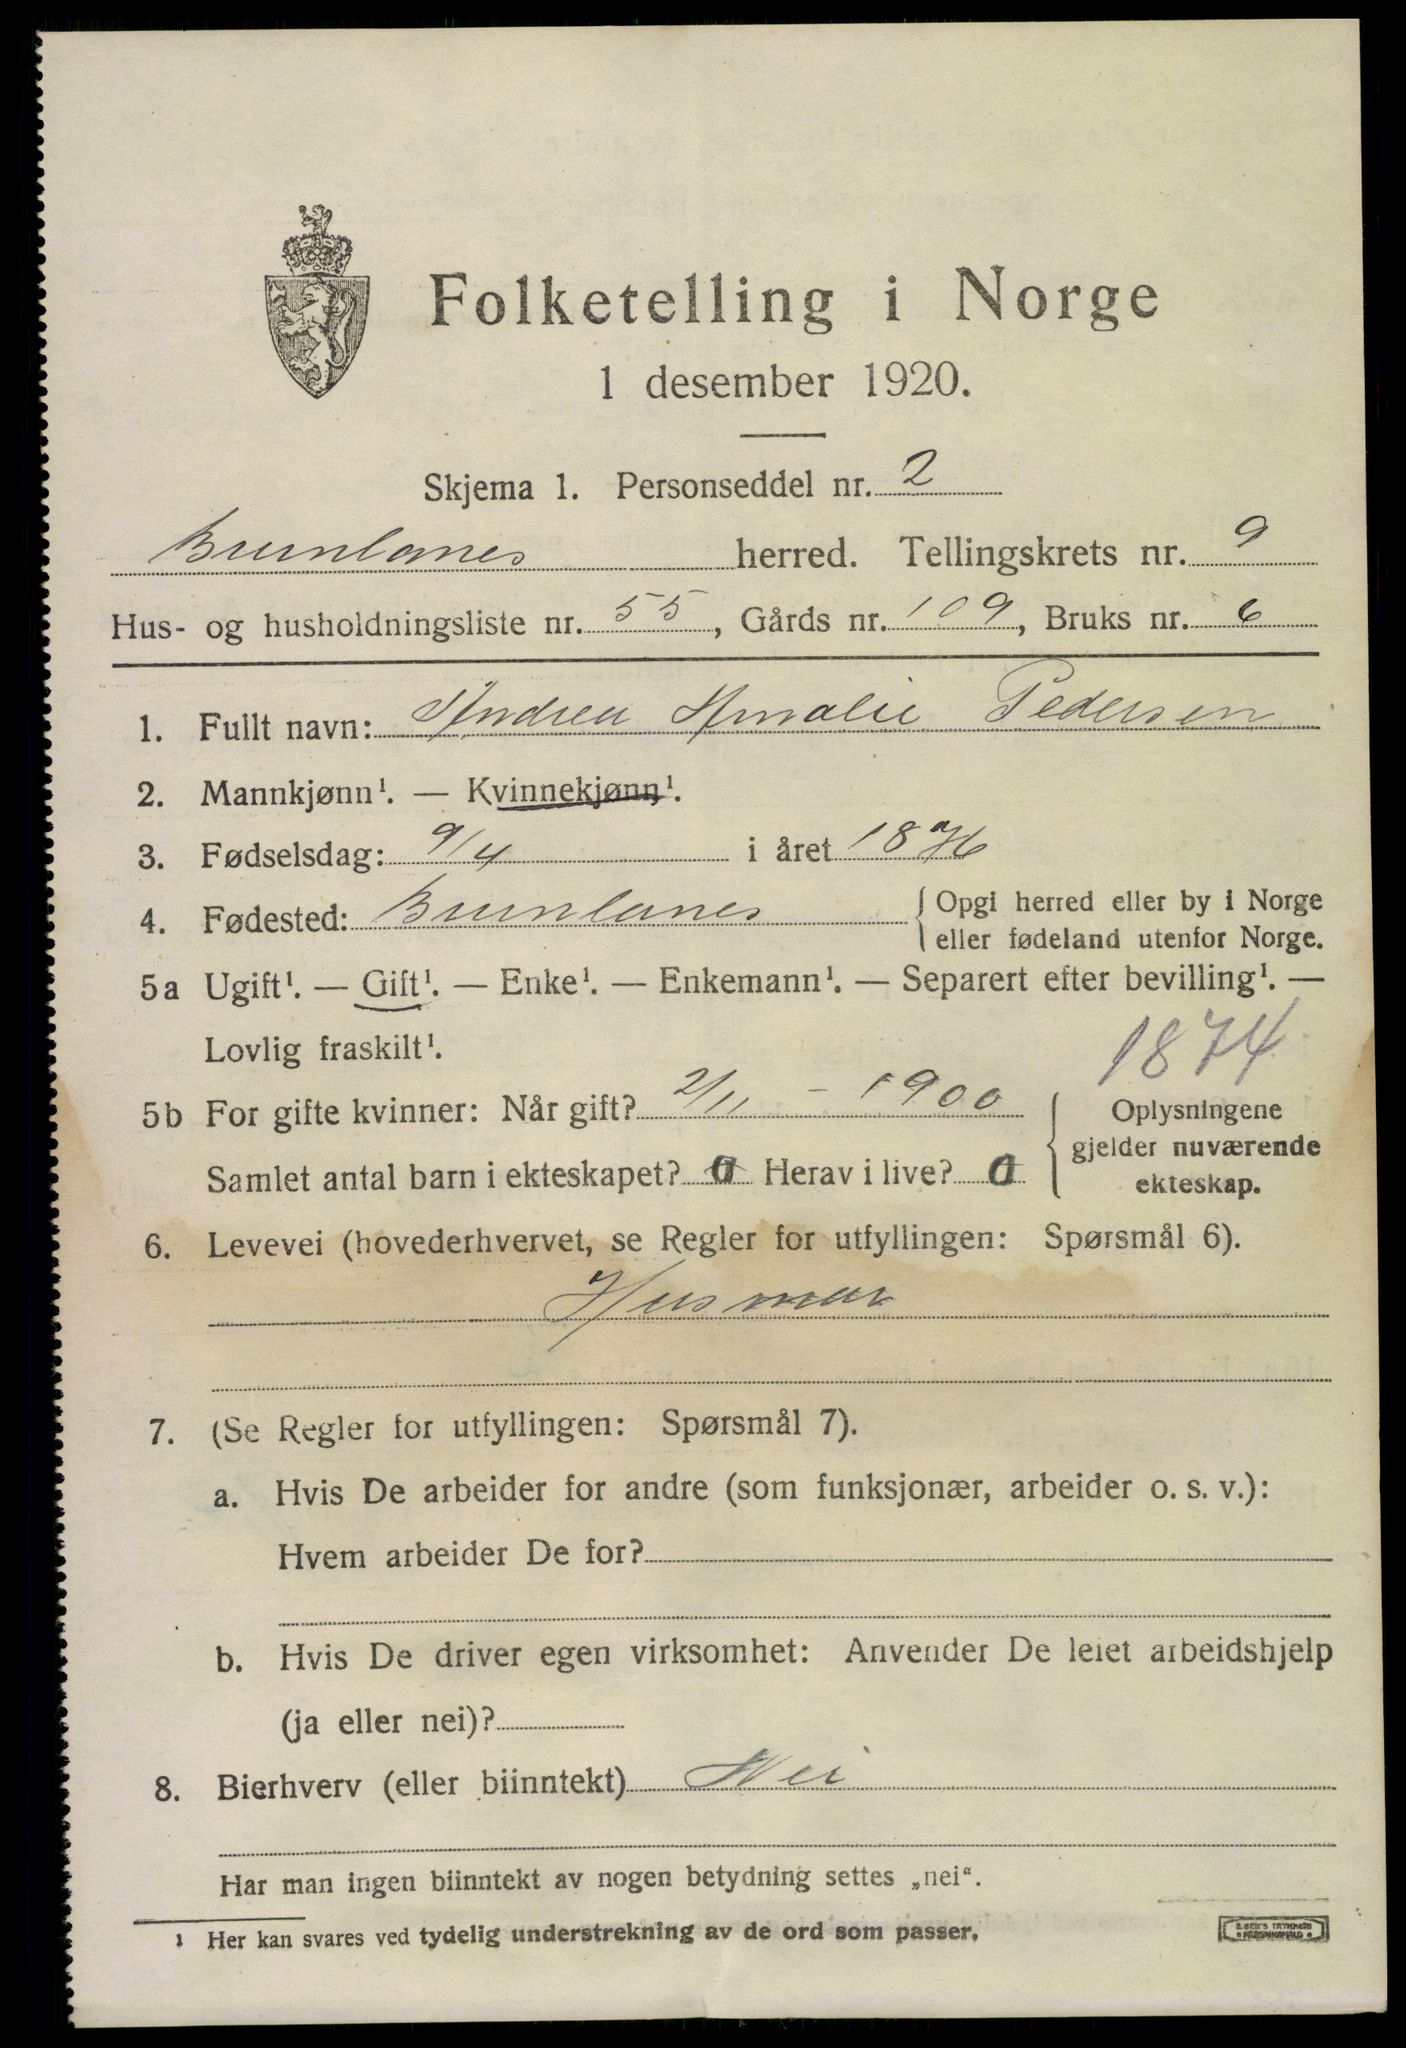 Folketelling i Norge
1 desember 1920.
Skjema 1. Personseddel nr. 2
Brunlanes herred. Tellingskrets nr. 9
Hus- og husholdningsliste nr. 55, Gårds nr. 109, Bruks nr. 6
1. Fullt navn: Andrea Amalie Pedersen
2. Mannkjønn¹. — Kvinnekjønn¹.
3. Fødselsdag: 9/4 i året 1876
4. Fødested: Brunlanes { Opgi herred eller by i Norge
eller fødeland utenfor Norge.
5a Ugift¹. — Gift¹. — Enke¹. — Enkemann¹. — Separert efter bevilling¹. —
Lovlig fraskilt¹.
1874
5b For gifte kvinner: Når gift? 2/11 - 1900
Samlet antal barn i ekteskapet? 0 Herav i live? 0
{ Oplysningene
gjelder nuværende
ekteskap.
6. Levevei (hovederhvervet, se Regler for utfyllingen: Spørsmål 6).
Husmor
7. (Se Regler for utfyllingen: Spørsmål 7).
a. Hvis De arbeider for andre (som funksjonær, arbeider o. s. v.):
Hvem arbeider De for?
b. Hvis De driver egen virksomhet: Anvender De leiet arbeidshjelp
(ja eller nei)?
8. Bierhverv (eller biinntekt) Nei
Har man ingen biinntekt av nogen betydning settes „nei“.
¹ Her kan svares ved tydelig understrekning av de ord som passer.